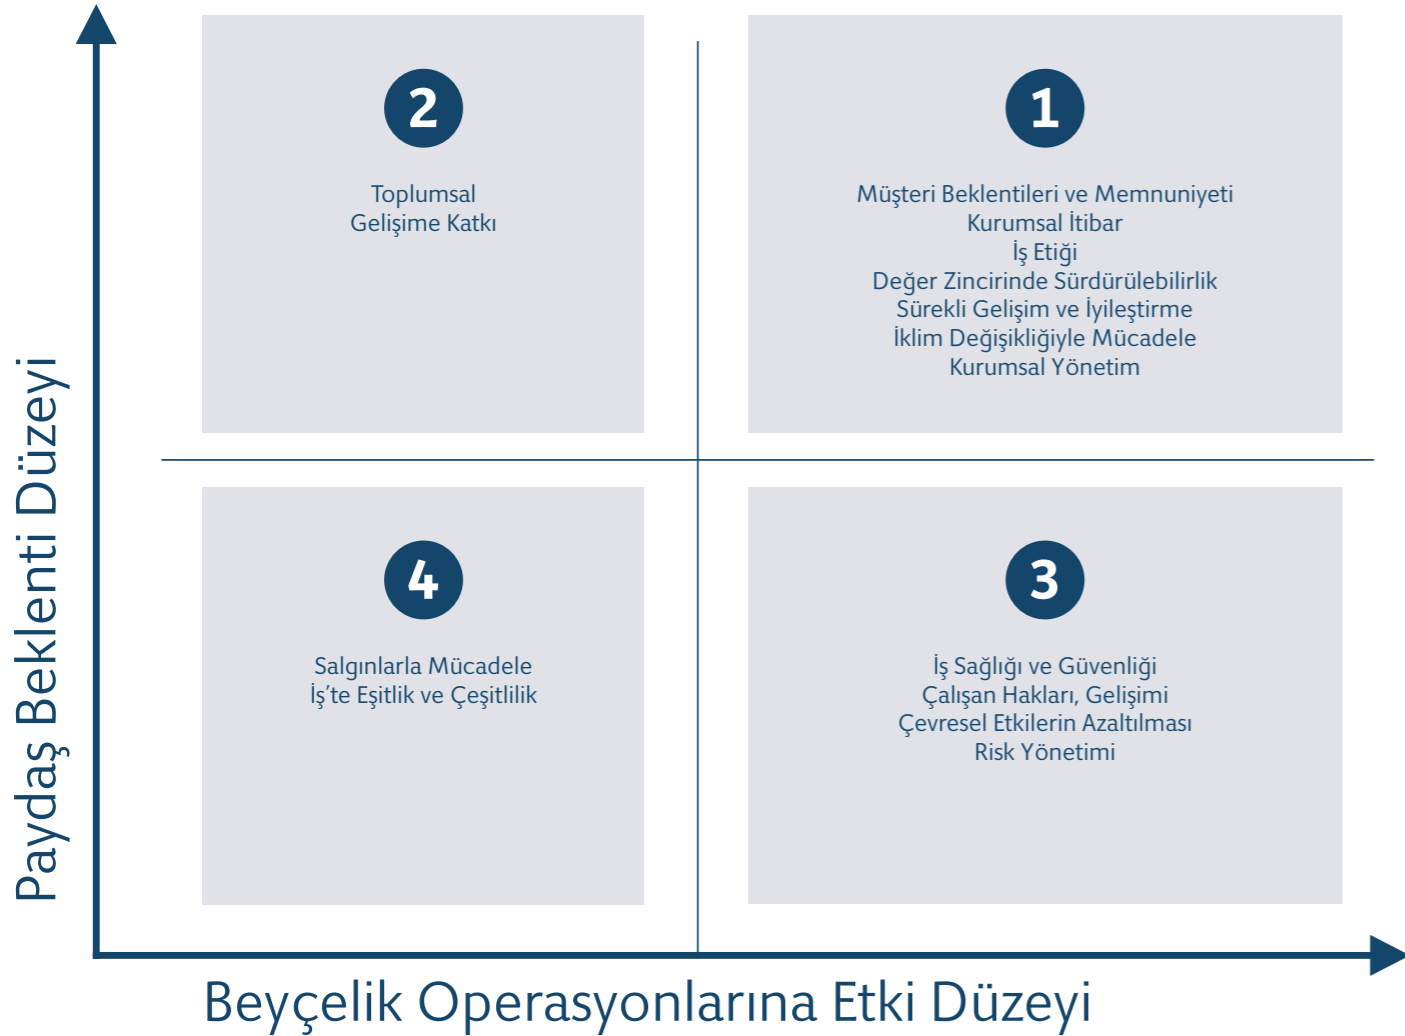 Paydaş Beklenti Düzeyi
2
Toplumsal
Gelişime Katkı
1
Müşteri Beklentileri ve Memnuniyeti
Kurumsal İtibar
İş Etiği
Değer Zincirinde Sürdürülebilirlik
Sürekli Gelişim ve İyileştirme
İklim Değişikliğiyle Mücadele
Kurumsal Yönetim
4
Salgınlarla Mücadele
İş’te Eşitlik ve Çeşitlilik
3
İş Sağlığı ve Güvenliği
Çalışan Hakları, Gelişimi
Çevresel Etkilerin Azaltılması
Risk Yönetimi
Beyçelik Operasyonlarına Etki Düzeyi